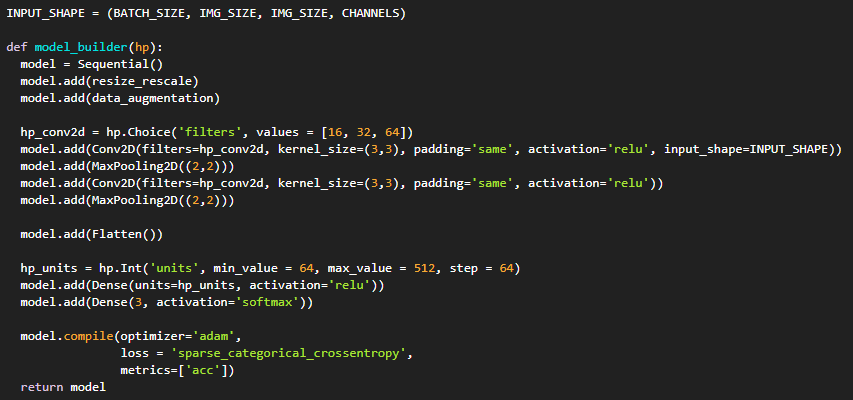 INPUT_SHAPE = (BATCH_SIZE, IMG_SIZE, IMG_SIZE, CHANNELS)
def model_builder(hp):
  model = Sequential()
  model.add(resize_rescale)
  model.add(data_augmentation)
  hp_conv2d = hp.Choice('filters', values = [16, 32, 64])
  model.add(Conv2D(filters=hp_conv2d, kernel_size=(3,3), padding='same', activation='relu', input_shape=INPUT_SHAPE))
  model.add(MaxPooling2D((2,2)))
  model.add(Conv2D(filters=hp_conv2d, kernel_size=(3,3), padding='same', activation='relu'))
  model.add(MaxPooling2D((2,2)))
  model.add(Flatten())
  hp_units = hp.Int('units', min_value = 64, max_value = 512, step = 64)
  model.add(Dense(units=hp_units, activation='relu'))
  model.add(Dense(3, activation='softmax'))
  model.compile(optimizer='adam',
                loss = 'sparse_categorical_crossentropy',
                metrics=['acc'])
  return model